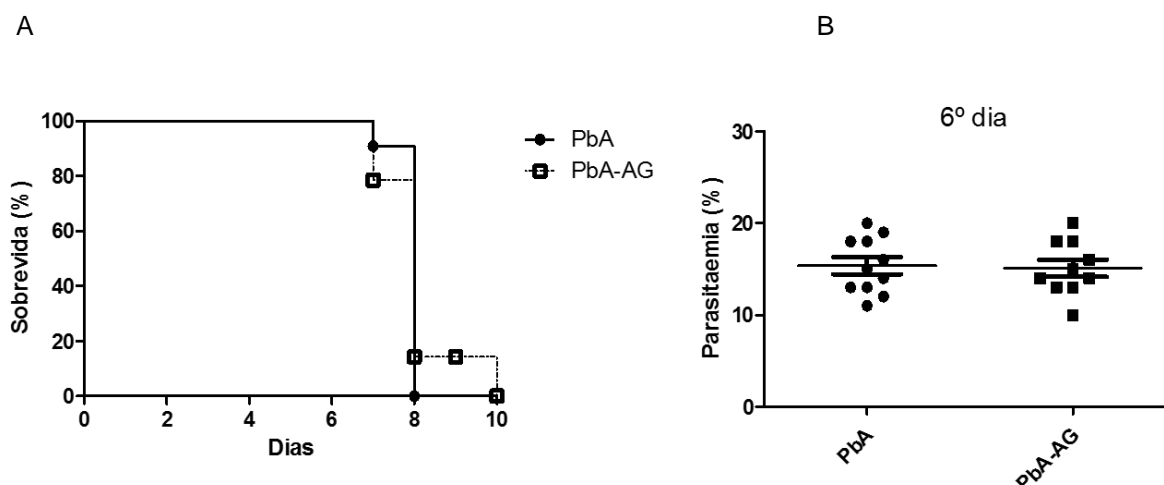 A
B
100
80
60
40
20
0
Sobrevida (%)
0 2 4 6 8 10
Dias
PbA
PbA-AG
6º dia
30
20
10
0
Parasitaemia (%)
PbA
PbA-AG